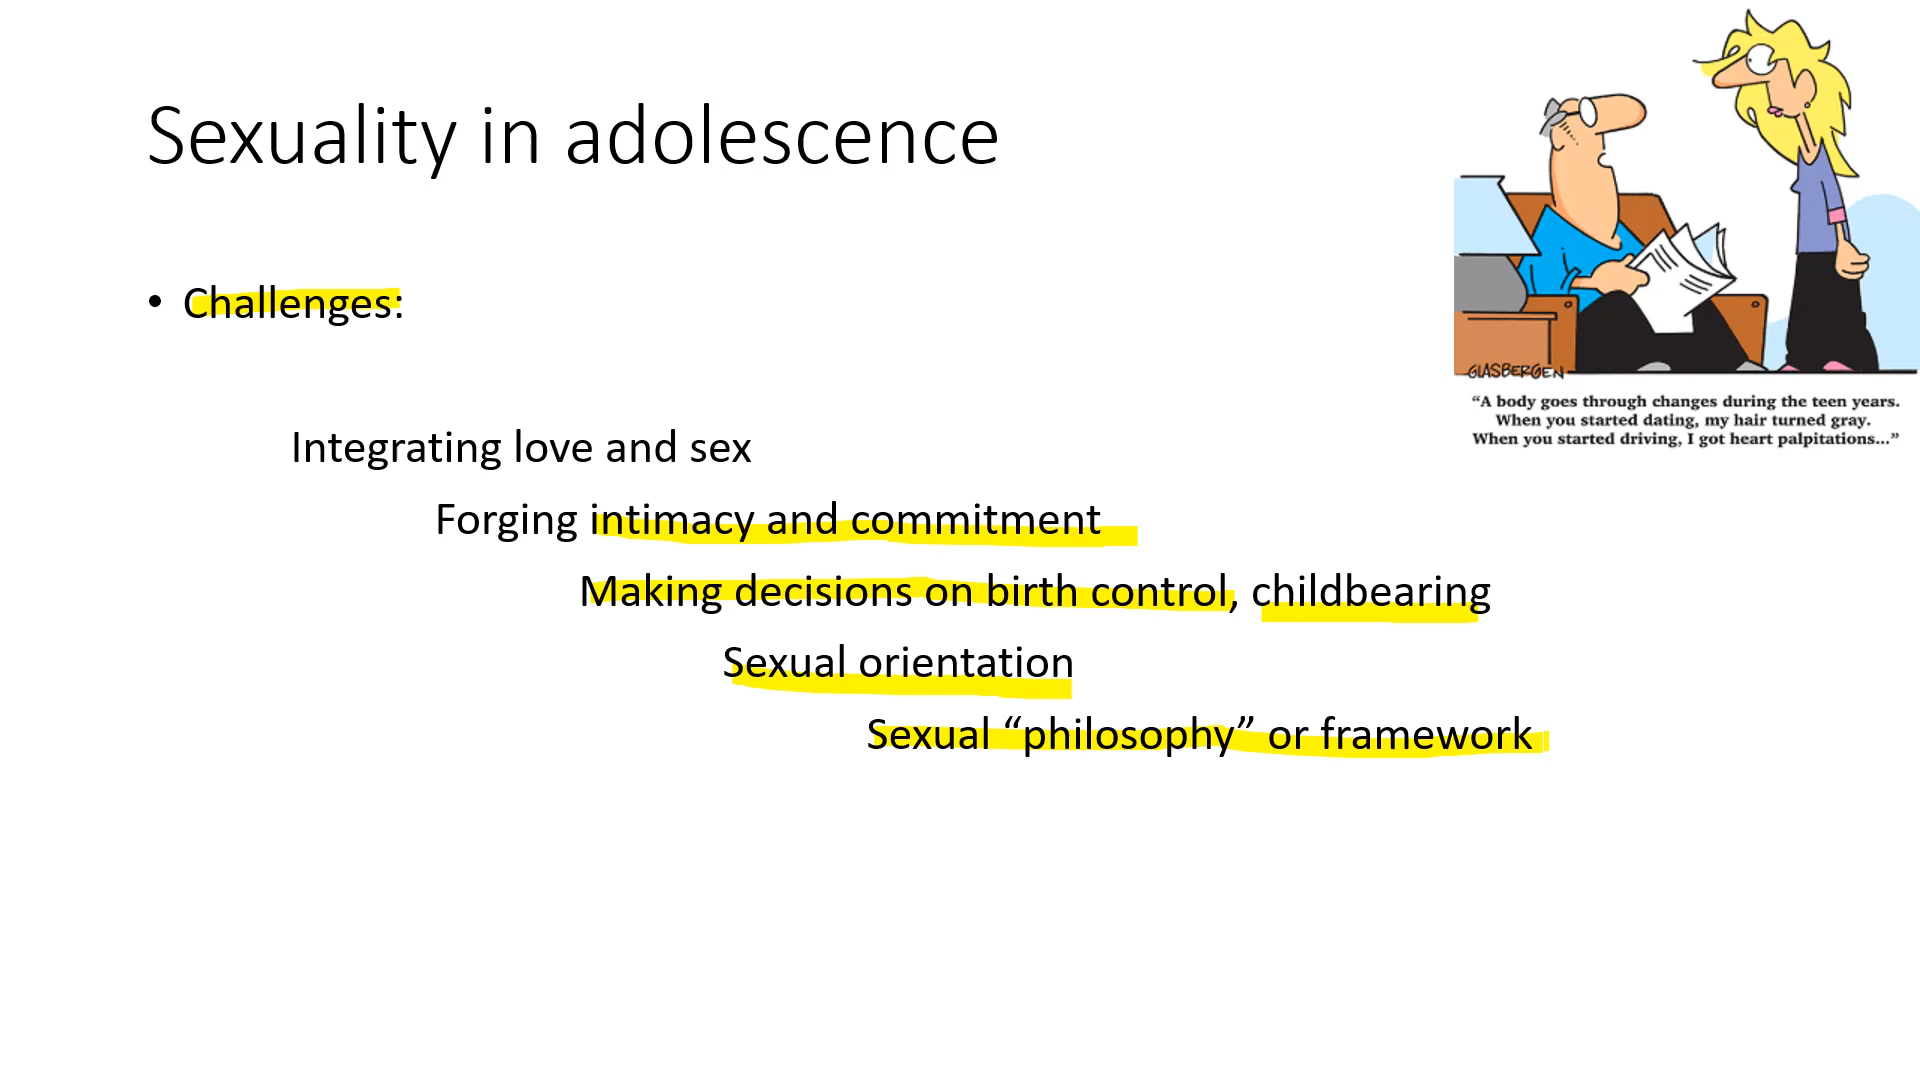 Sexuality in adolescence
• Challenges:
Integrating love and sex
Forging intimacy and commitment
Making decisions on birth control, childbearing
Sexual orientation
Sexual “philosophy” or framework
GLASBERGEN
“A body goes through changes during the teen years.
When you started dating, my hair turned gray.
When you started driving, I got heart palpitations...”